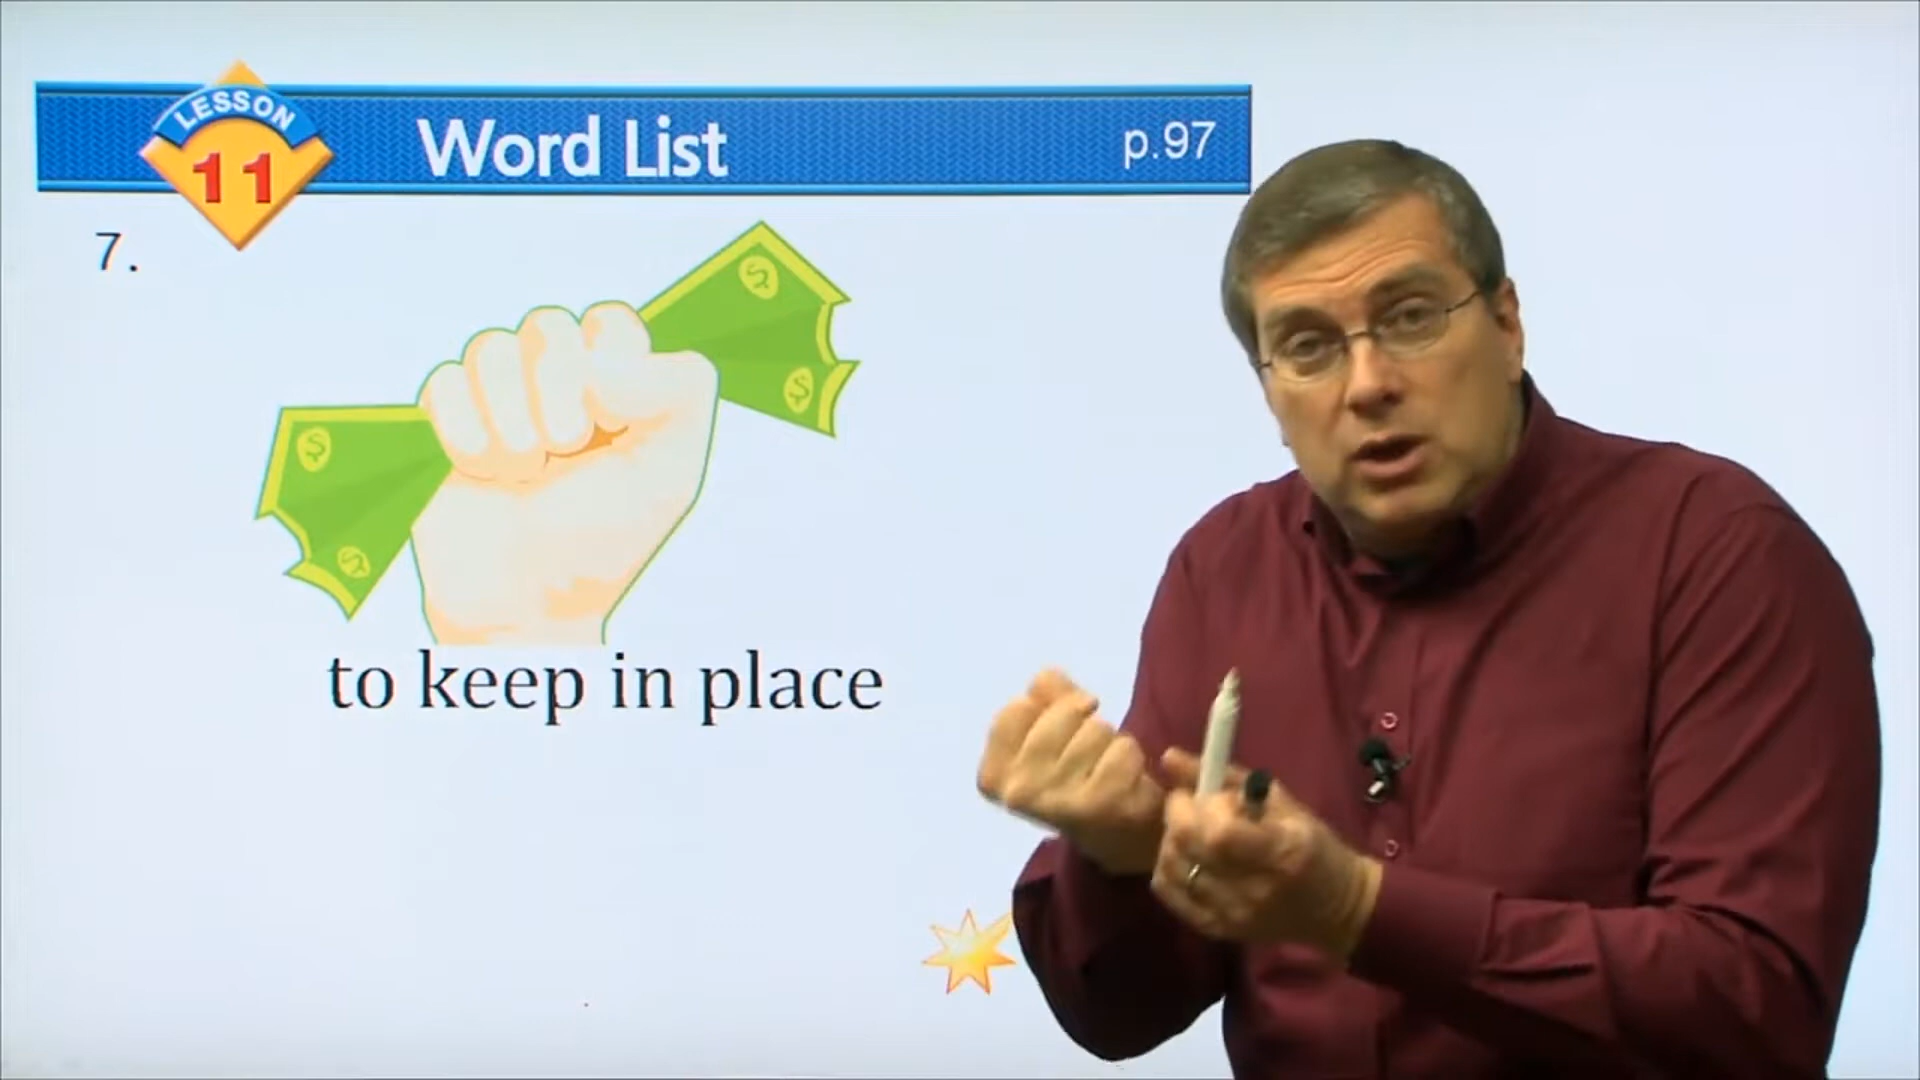 LESSON
11
Word List
p.97
7.
$
$
$
$
to keep in place